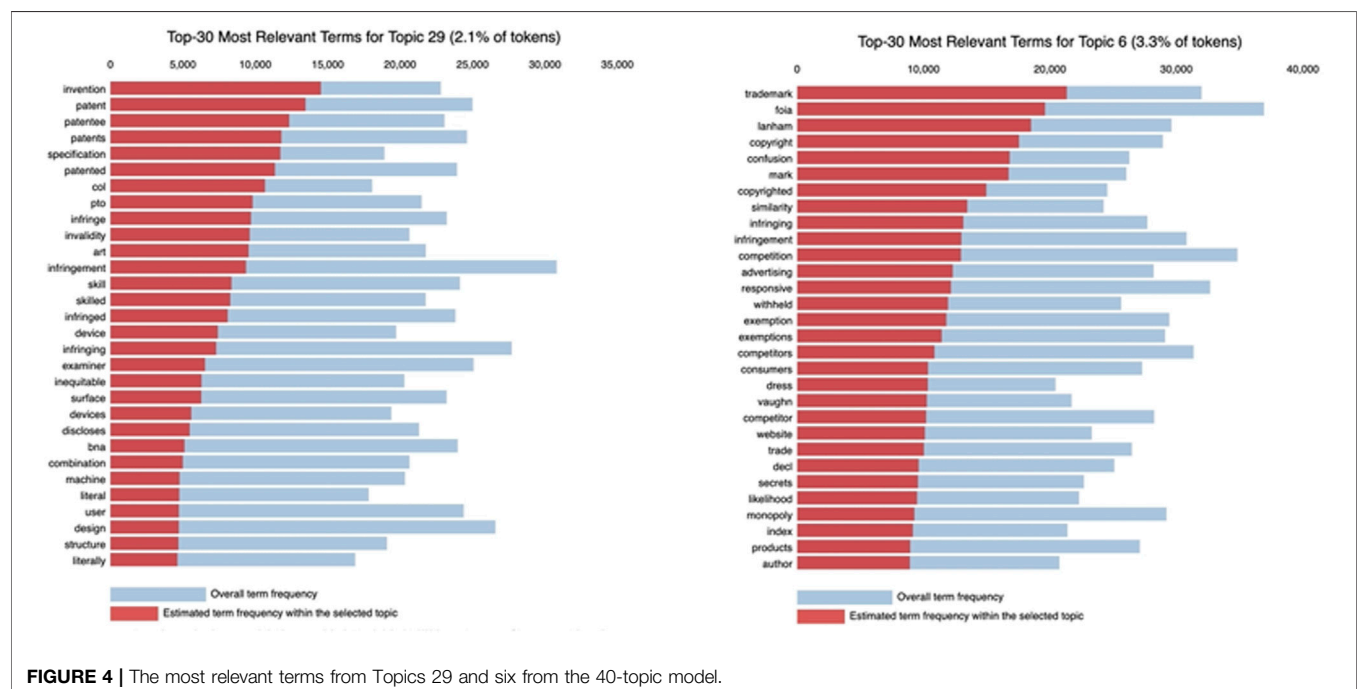 Top-30 Most Relevant Terms for Topic 29 (2.1% of tokens)
0 5,000 10,000 15,000 20,000 25,000 30,000 35,000
invention
patent
patentee
patents
specification
patented
col
pto
infringe
invalidity
art
infringement
skill
skilled
infringed
device
infringing
examiner
inequitable
surface
devices
discloses
bna
combination
machine
literal
user
design
structure
literally
Overall term frequency
Estimated term frequency within the selected topic
Top-30 Most Relevant Terms for Topic 6 (3.3% of tokens)
0 10,000 20,000 30,000 40,000
trademark
foia
lanham
copyright
confusion
mark
copyrighted
similarity
infringing
infringement
competition
advertising
responsive
withheld
exemption
exemptions
competitors
consumers
dress
vaughn
competitor
website
trade
decl
secrets
likelihood
monopoly
index
products
author
Overall term frequency
Estimated term frequency within the selected topic
FIGURE 4 | The most relevant terms from Topics 29 and six from the 40-topic model.